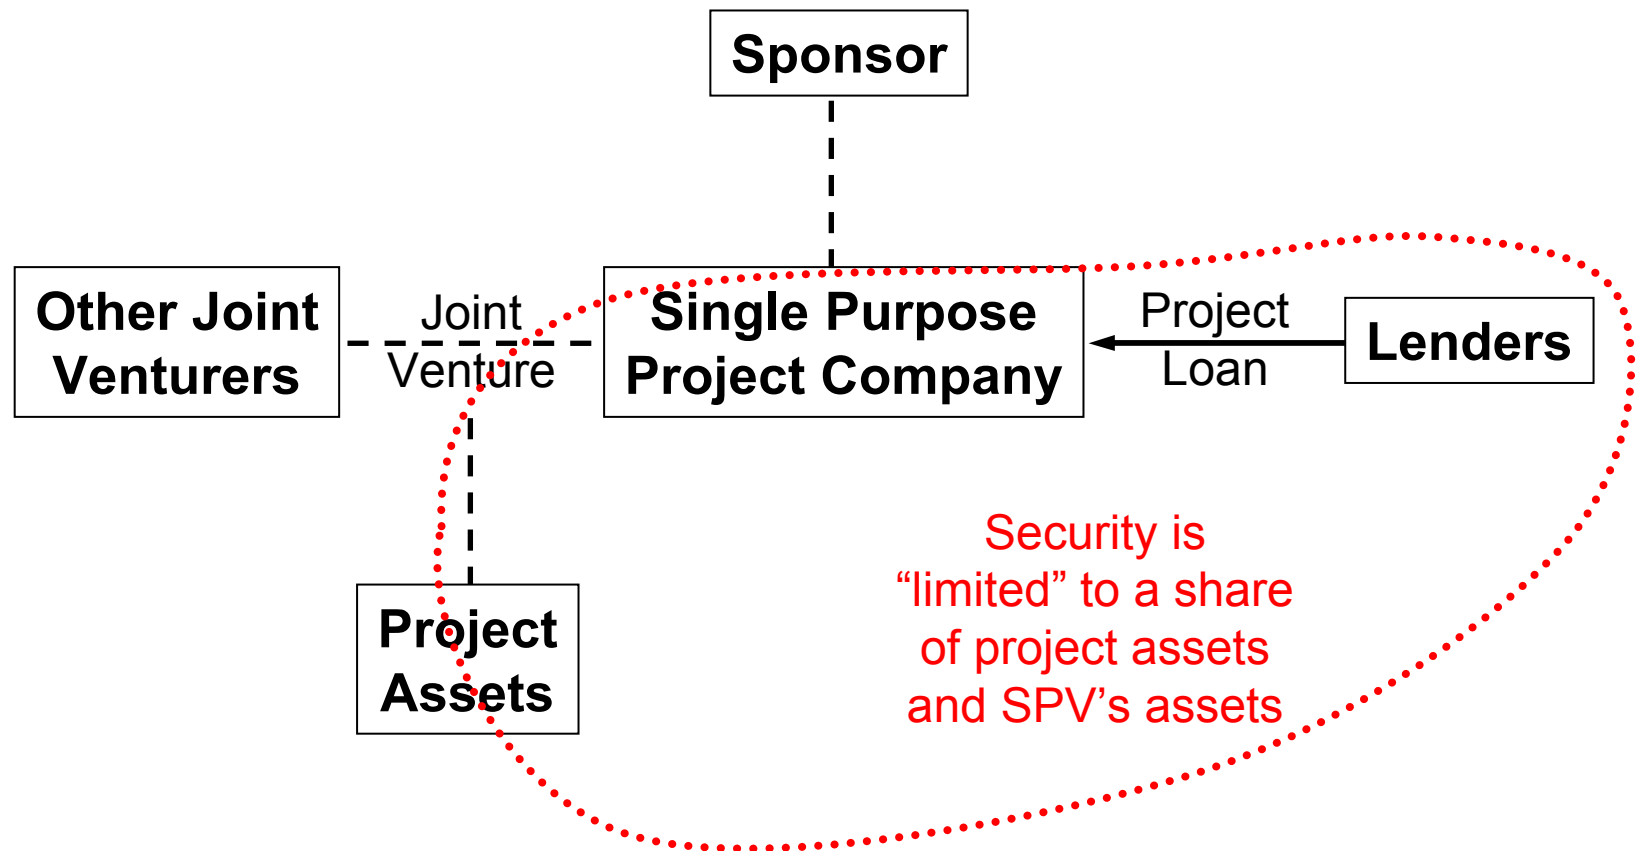 Sponsor
Other Joint
Venturers
Joint
Venture
Single Purpose
Project Company
Project
Loan
Lenders
Project
Assets
Security is
“limited” to a share
of project assets
and SPV’s assets